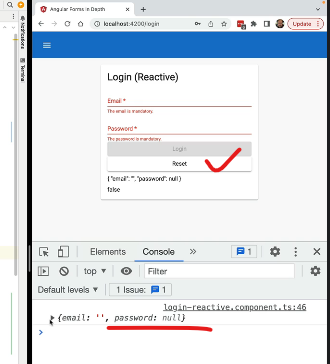 Angular Forms in Depth
localhost:4200/login
Update
Notifications
Terminal
Login (Reactive)
Email *
The email is mandatory.
Password *
The password is mandatory
Login
Reset
{ "email": "", "password": null }
false
Elements
Console
1
top
Filter
Default levels
1 Issue:
1
login-reactive.component.ts:46
{email: '', password: null}